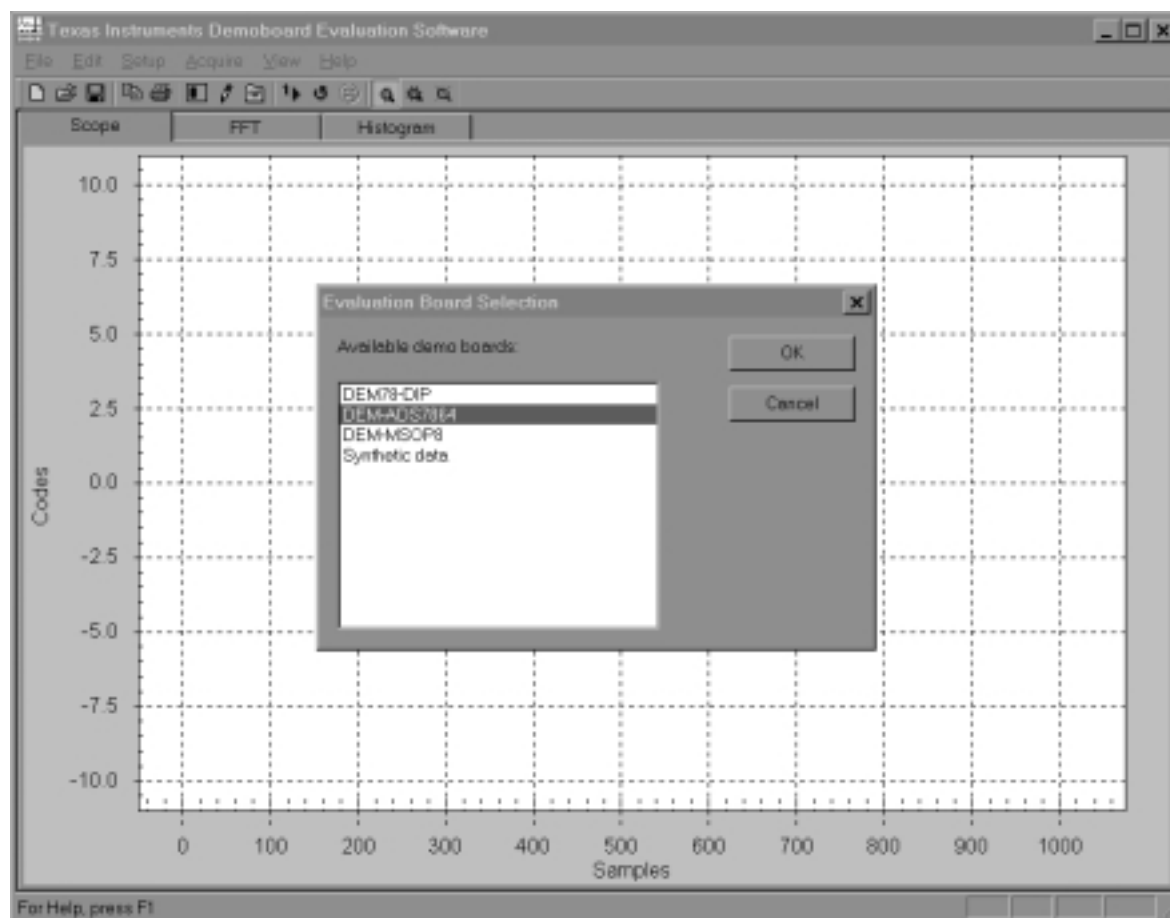 Texas Instruments Demoboard Evaluation Software
File Edit Setup Acquire View Help
Scope FFT Histogram
10.0
7.5
5.0
2.5
0.0
-2.5
-5.0
-7.5
-10.0
Codes
Evaluation Board Selection
Available demo boards:
OK
Cancel
DEM78-DIP
DEM-ADS7864
DEM-MSOP8
Synthetic data
0 100 200 300 400 500 600 700 800 900 1000
Samples
For Help, press F1